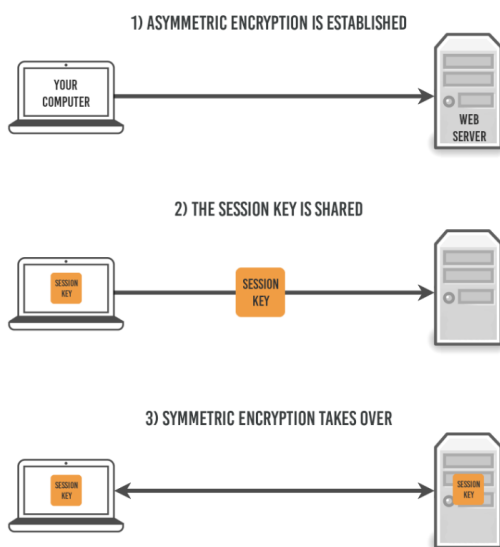 1) ASYMMETRIC ENCRYPTION IS ESTABLISHED
YOUR
COMPUTER
WEB
SERVER
2) THE SESSION KEY IS SHARED
SESSION
KEY
SESSION
KEY
3) SYMMETRIC ENCRYPTION TAKES OVER
SESSION
KEY
SESSION
KEY